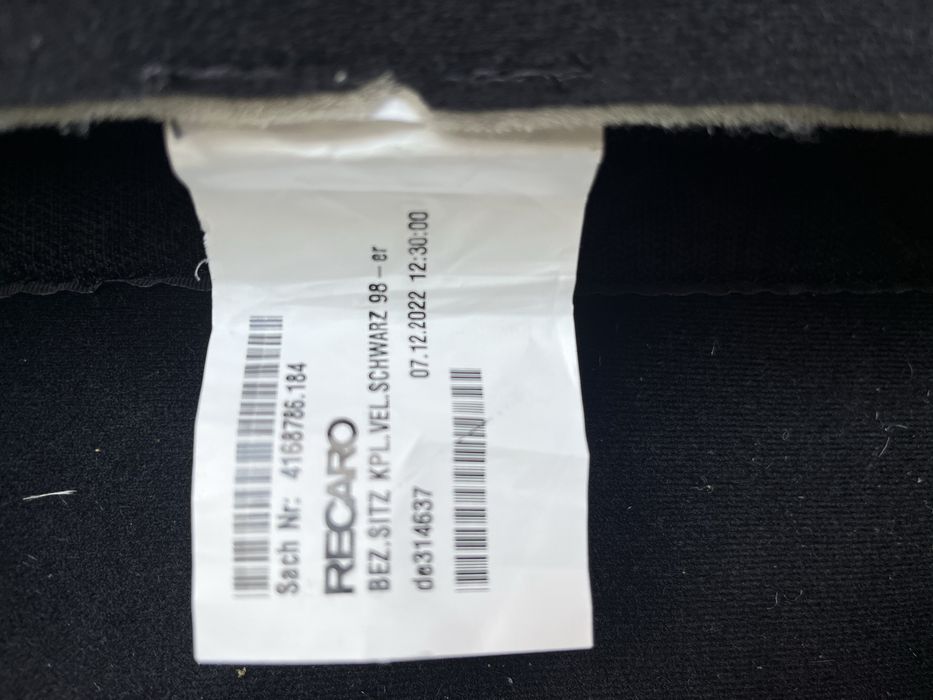 Sach Nr: 4168786.184
RECARO
BEZ.SITZ KPL.VEL.SCHWARZ 98-er
07.12.2022 12:30:00
de314637